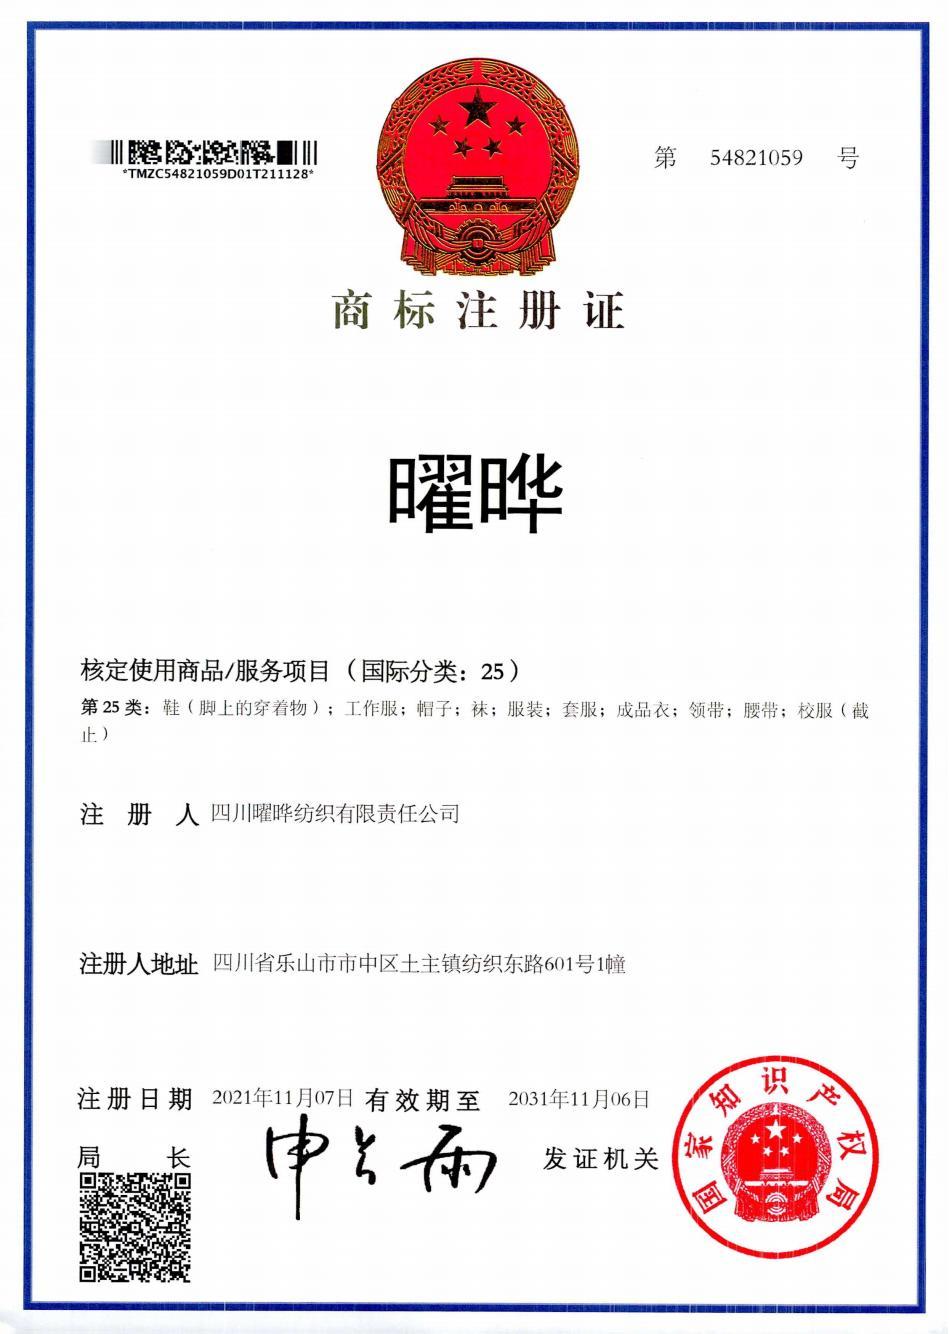 *TMZC54821059D01T211128*
第 54821059 号
商标注册证
曜晔
核定使用商品/服务项目（国际分类：25）
第25类：鞋（脚上的穿着物）；工作服；帽子；袜；服装；套服；成品衣；领带；腰带；校服（截
止）
注 册 人 四川曜晔纺织有限责任公司
注册人地址 四川省乐山市市中区土主镇纺织东路601号1幢
注册日期 2021年11月07日 有效期至 2031年11月06日
局 长 申长雨 发证机关
国家知识产权局